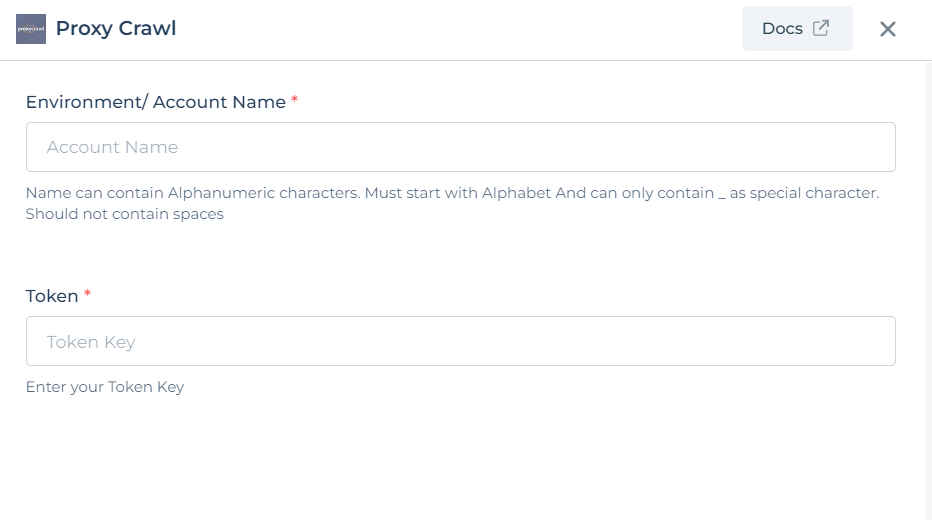 proxycrawl
Proxy Crawl
Docs
Environment/ Account Name *
Account Name
Name can contain Alphanumeric characters. Must start with Alphabet And can only contain _ as special character.
Should not contain spaces
Token *
Token Key
Enter your Token Key